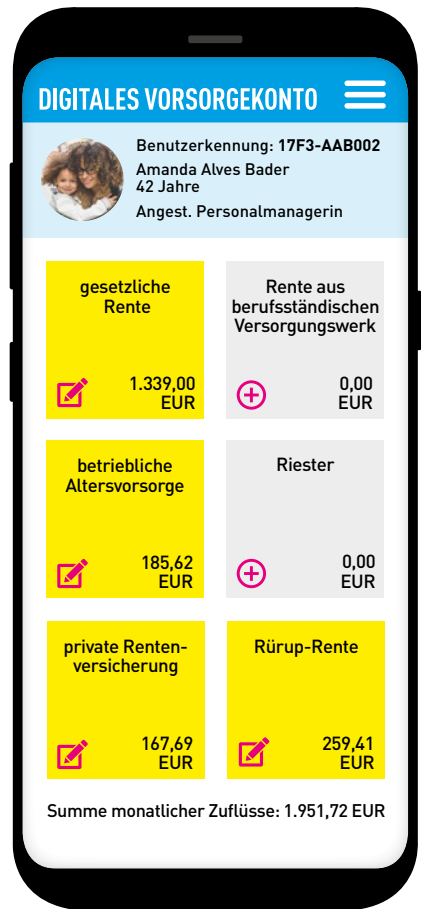 DIGITALES VORSORGEKONTO
Benutzerkennung: 17F3-AAB002
Amanda Alves Bader
42 Jahre
Angest. Personalmanagerin
gesetzliche
Rente
1.339,00
EUR
Rente aus
berufsständischen
Versorgungswerk
0,00
EUR
betriebliche
Altersvorsorge
185,62
EUR
Riester
0,00
EUR
private Renten-
versicherung
167,69
EUR
Rürup-Rente
259,41
EUR
Summe monatlicher Zuflüsse: 1.951,72 EUR